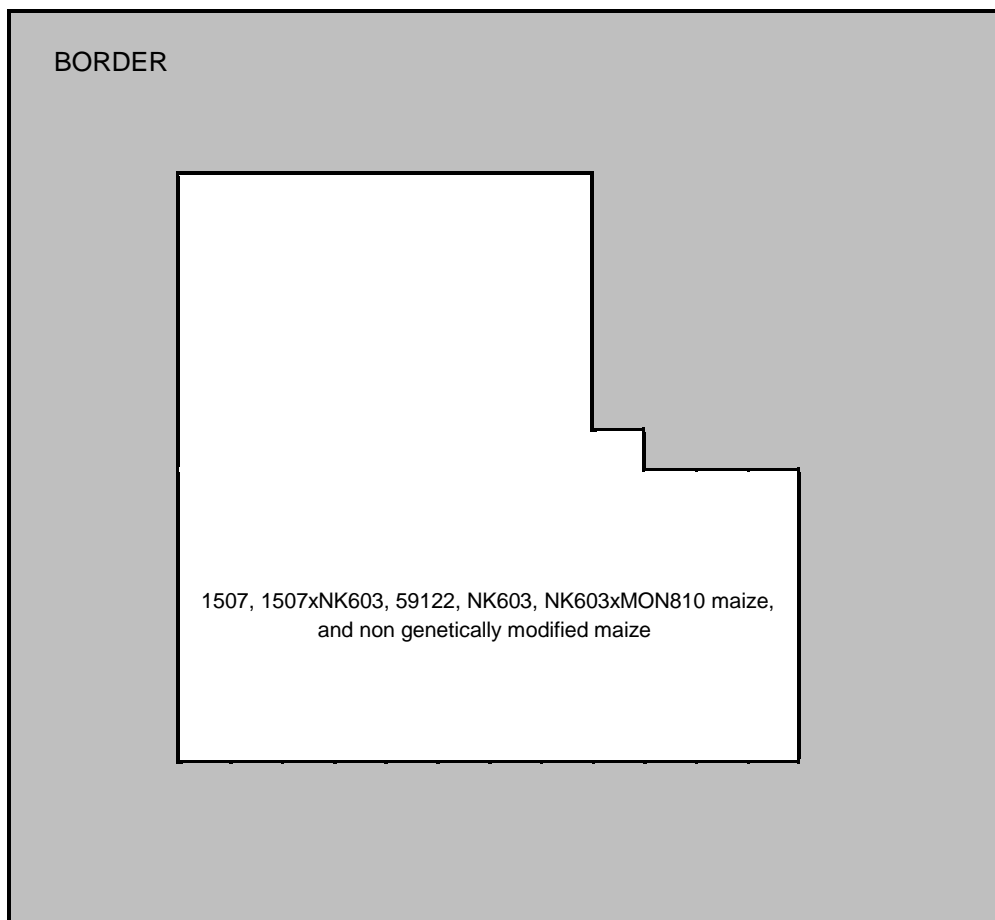 BORDER
1507, 1507xNK603, 59122, NK603, NK603xMON810 maize,
and non genetically modified maize